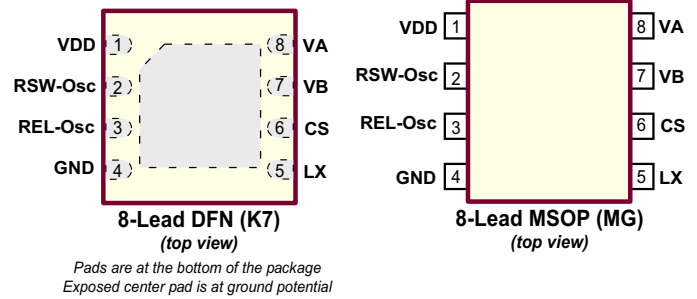 VDD 1 8 VA
RSW-Osc 2 7 VB
REL-Osc 3 6 CS
GND 4 5 LX
8-Lead DFN (K7)
(top view)
Pads are at the bottom of the package
Exposed center pad is at ground potential
VDD 1 8 VA
RSW-Osc 2 7 VB
REL-Osc 3 6 CS
GND 4 5 LX
8-Lead MSOP (MG)
(top view)